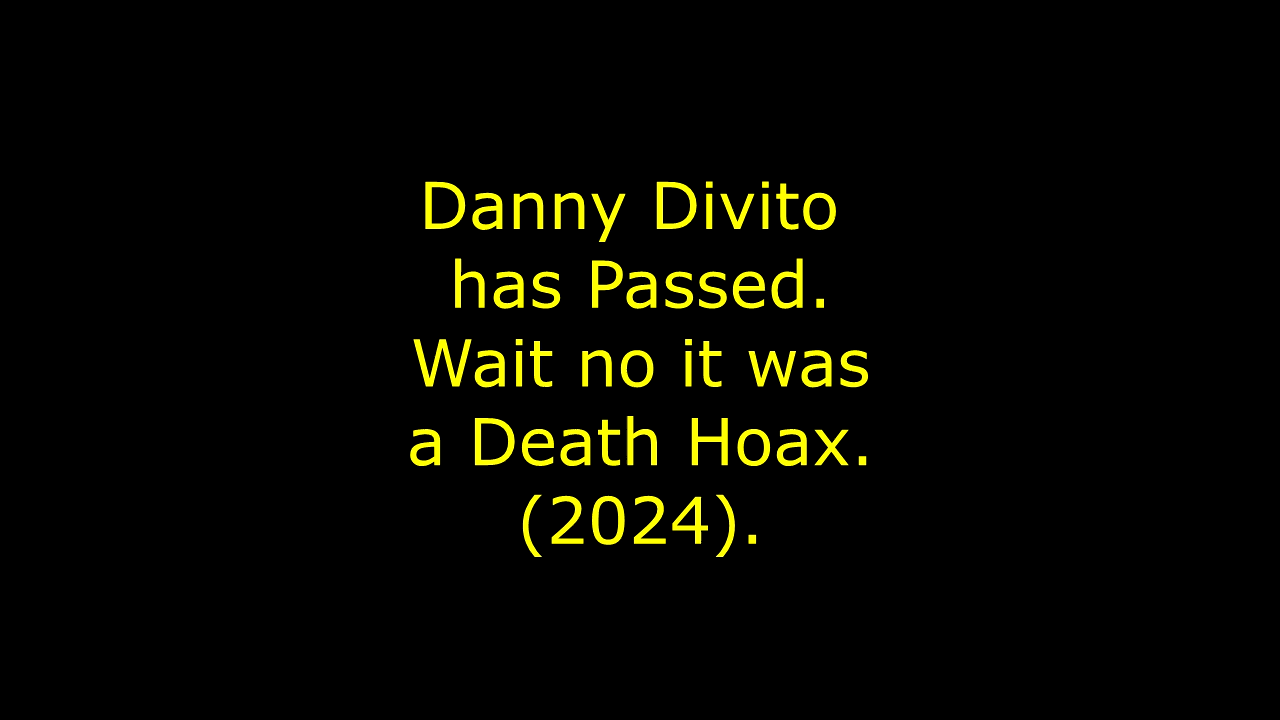 Danny Divito
has Passed.
Wait no it was
a Death Hoax.
(2024).